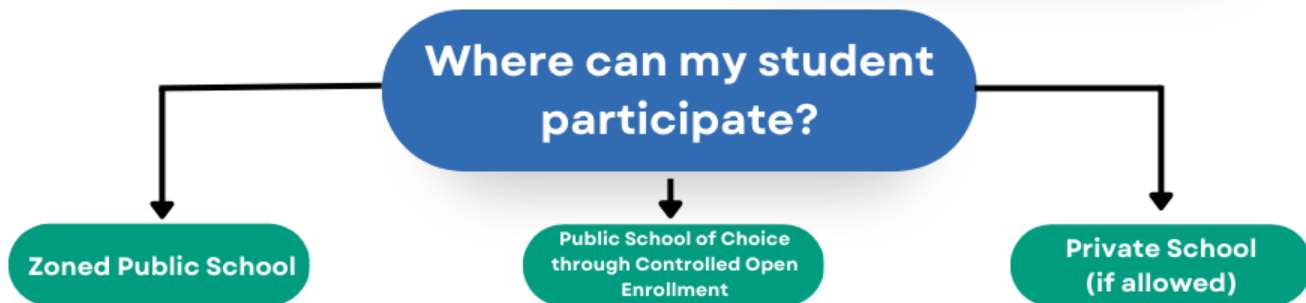 Where can my student
participate?
Zoned Public School
Public School of Choice
through Controlled Open
Enrollment
Private School
(if allowed)